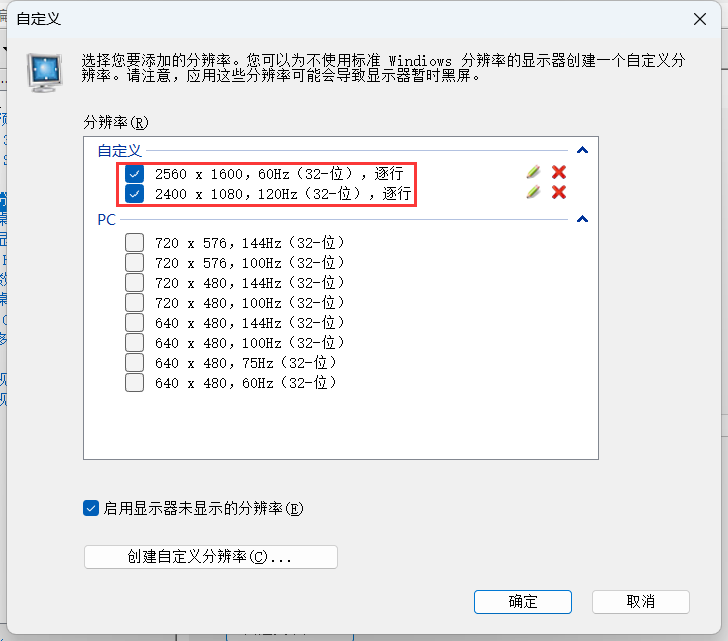 自定义
选择您要添加的分辨率。您可以为不使用标准 Windiows 分辨率的显示器创建一个自定义分
辨率。请注意，应用这些分辨率可能会导致显示器暂时黑屏。
分辨率(R)
自定义
2560 x 1600，60Hz（32-位），逐行
2400 x 1080，120Hz（32-位），逐行
PC
720 x 576，144Hz（32-位）
720 x 576，100Hz（32-位）
720 x 480，144Hz（32-位）
720 x 480，100Hz（32-位）
640 x 480，144Hz（32-位）
640 x 480，100Hz（32-位）
640 x 480，75Hz（32-位）
640 x 480，60Hz（32-位）
启用显示器未显示的分辨率(E)
创建自定义分辨率(C)...
确定 取消